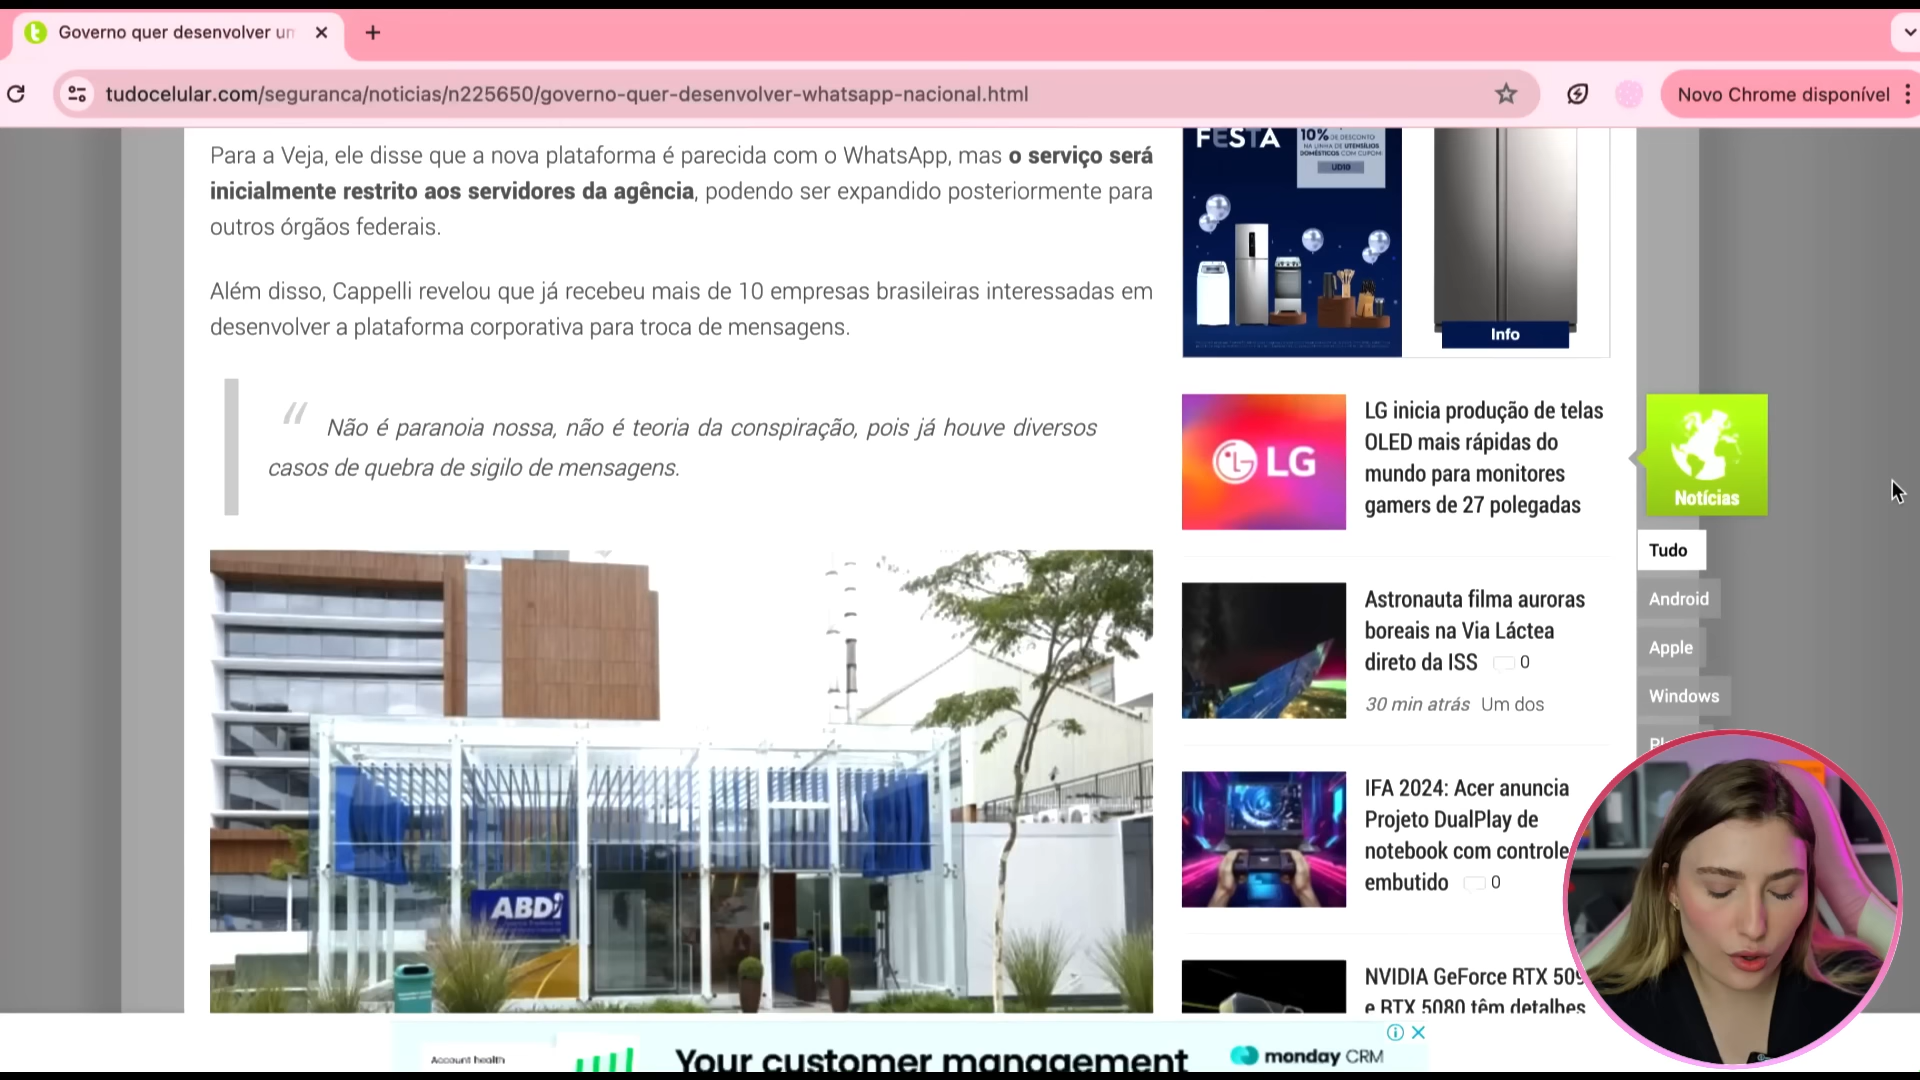 Governo quer desenvolver um
tudocelular.com/seguranca/noticias/n225650/governo-quer-desenvolver-whatsapp-nacional.html
Novo Chrome disponível
Para a Veja, ele disse que a nova plataforma é parecida com o WhatsApp, mas o serviço será
inicialmente restrito aos servidores da agência, podendo ser expandido posteriormente para
outros órgãos federais.
Além disso, Cappelli revelou que já recebeu mais de 10 empresas brasileiras interessadas em
desenvolver a plataforma corporativa para troca de mensagens.
“ Não é paranoia nossa, não é teoria da conspiração, pois já houve diversos
casos de quebra de sigilo de mensagens.
ABDi
FESTA
10% DE DESCONTO
NA LINHA DE UTENSÍLIOS
DOMÉSTICOS COM CUPOM:
UD10
Info
LG
LG inicia produção de telas
OLED mais rápidas do
mundo para monitores
gamers de 27 polegadas
Astronauta filma auroras
boreais na Via Láctea
direto da ISS 0
30 min atrás Um dos
IFA 2024: Acer anuncia
Projeto DualPlay de
notebook com controle
embutido 0
NVIDIA GeForce RTX 509
e RTX 5080 têm detalhes
Notícias
Tudo
Android
Apple
Windows
Account health
Your customer management
monday CRM